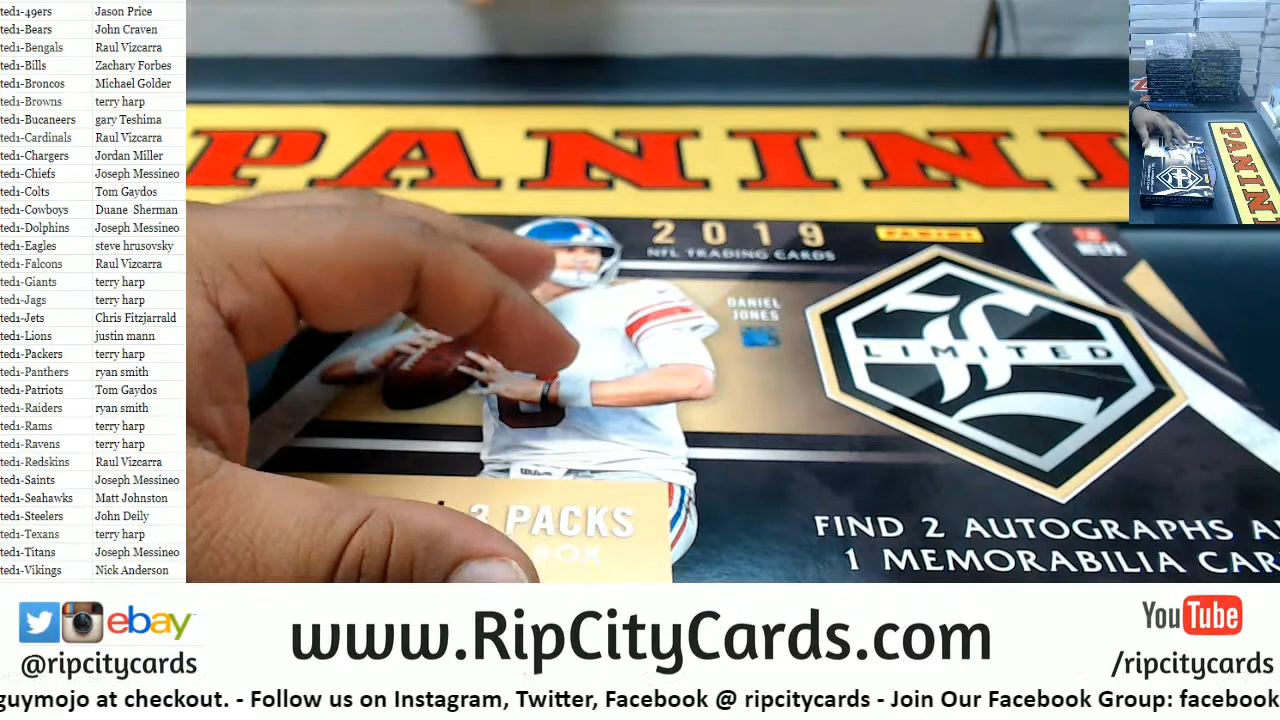 ted1-49ers Jason Price
ted1-Bears John Craven
ted1-Bengals Raul Vizcarra
ted1-Bills Zachary Forbes
ted1-Broncos Michael Golder
ted1-Browns terry harp
ted1-Bucaneers gary Teshima
ted1-Cardinals Raul Vizcarra
ted1-Chargers Jordan Miller
ted1-Chiefs Joseph Messineo
ted1-Colts Tom Gaydos
ted1-Cowboys Duane Sherman
ted1-Dolphins Joseph Messineo
ted1-Eagles steve hrusovsky
ted1-Falcons Raul Vizcarra
ted1-Giants terry harp
ted1-Jags terry harp
ted1-Jets Chris Fitzjarrald
ted1-Lions justin mann
ted1-Packers terry harp
ted1-Panthers ryan smith
ted1-Patriots Tom Gaydos
ted1-Raiders ryan smith
ted1-Rams terry harp
ted1-Ravens terry harp
ted1-Redskins Raul Vizcarra
ted1-Saints Joseph Messineo
ted1-Seahawks Matt Johnston
ted1-Steelers John Deily
ted1-Texans terry harp
ted1-Titans Joseph Messineo
ted1-Vikings Nick Anderson
PANINI
2019
NFL TRADING CARDS
PANINI
DANIEL
JONES
LIMITED
3 PACKS
BOX
FIND 2 AUTOGRAPHS A
1 MEMORABILIA CAR
PANINI
ebay
@ripcitycards
www.RipCityCards.com
YouTube
/ripcitycards
guymojo at checkout. - Follow us on Instagram, Twitter, Facebook @ ripcitycards - Join Our Facebook Group: facebook